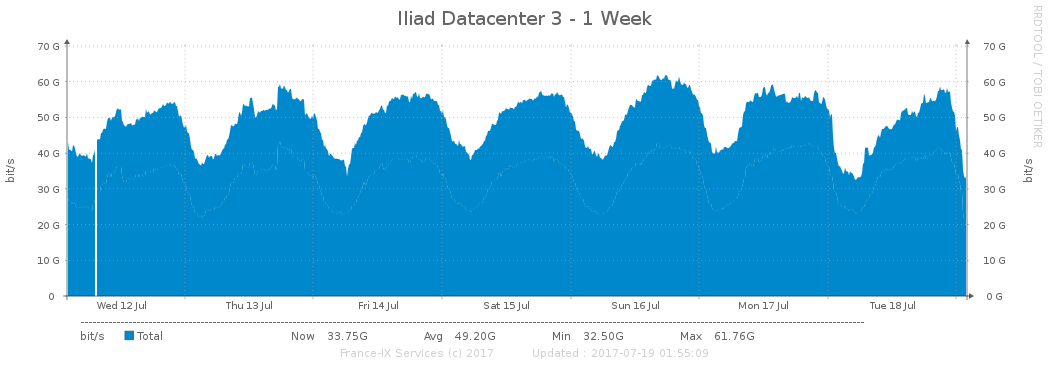 Iliad Datacenter 3 - 1 Week
RRDTOOL / TOBI OETIKER
70 G 70 G
60 G 60 G
50 G 50 G
40 G 40 G
30 G 30 G
20 G 20 G
10 G 10 G
0 0 G
bit/s bit/s
Wed 12 Jul Thu 13 Jul Fri 14 Jul Sat 15 Jul Sun 16 Jul Mon 17 Jul Tue 18 Jul
bit/s Total Now 33.75G Avg 49.20G Min 32.50G Max 61.76G
France-IX Services (c) 2017 Updated : 2017-07-19 01:55:09